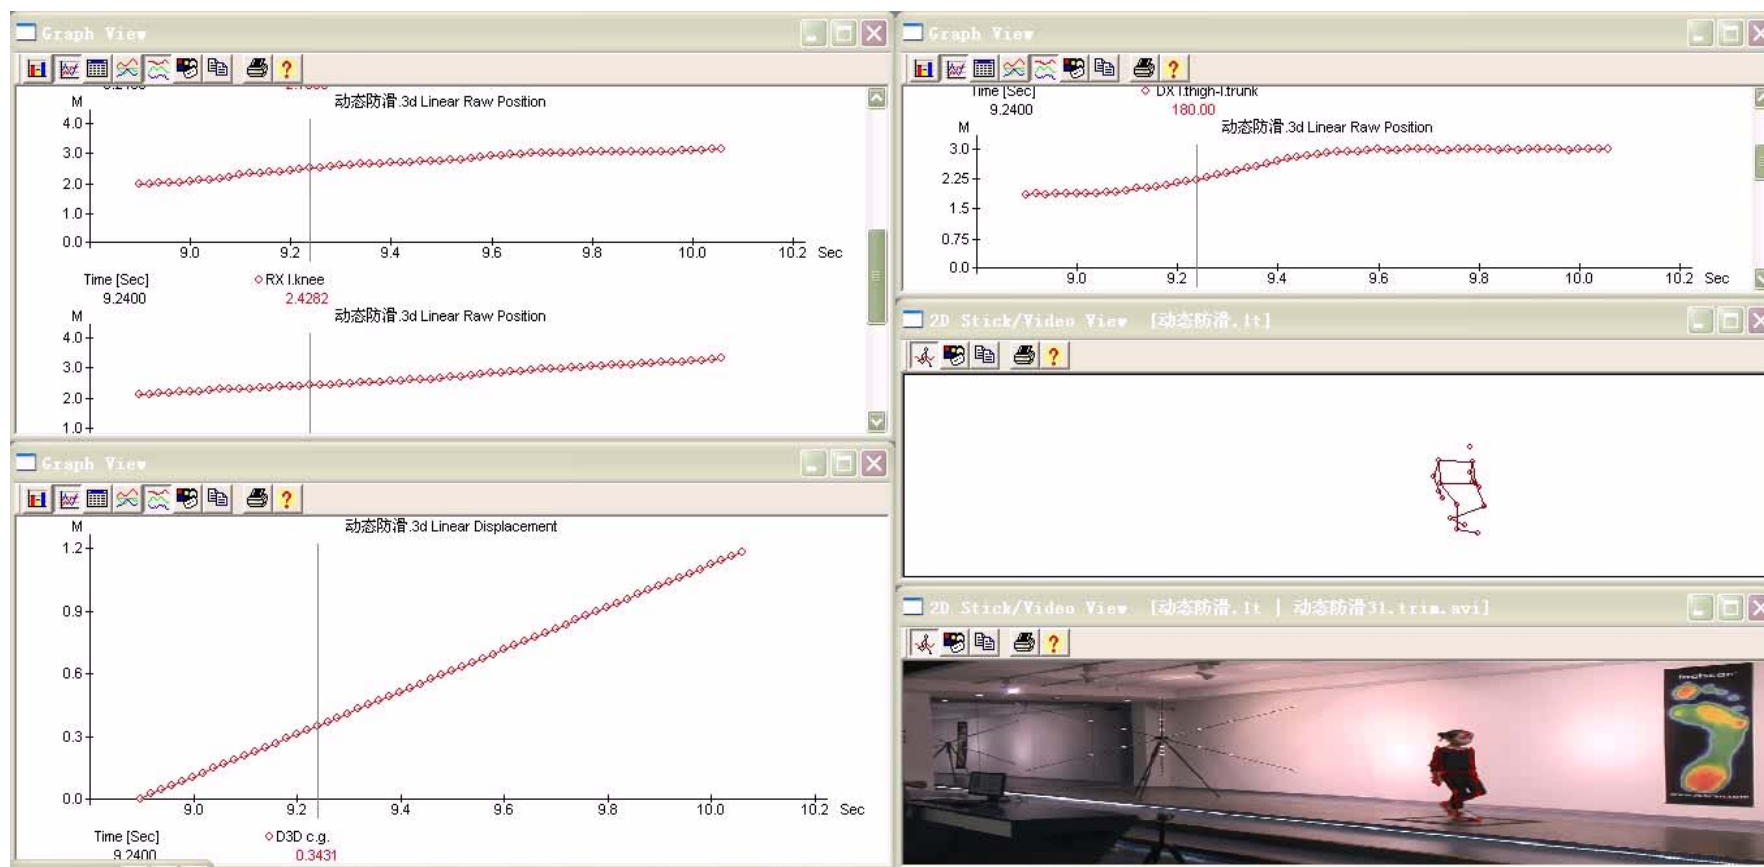 Graph View
M
动态防滑.3d Linear Raw Position
4.0
3.0
2.0
1.0
0.0
9.0 9.2 9.4 9.6 9.8 10.0 10.2 Sec
Time [Sec] RX l.knee
9.2400 2.4282
M
动态防滑.3d Linear Raw Position
4.0
3.0
2.0
1.0
Graph View
M
动态防滑.3d Linear Displacement
1.2
0.9
0.6
0.3
0.0
9.0 9.2 9.4 9.6 9.8 10.0 10.2 Sec
Time [Sec] D3D c.g.
9.2400 0.3431
Graph View
Time [Sec] DX l.thigh-l.trunk
9.2400 180.00
M
动态防滑.3d Linear Raw Position
3.0
2.25
1.5
0.75
0.0
9.0 9.2 9.4 9.6 9.8 10.0 10.2 Sec
2D Stick/Video View [动态防滑.lt]
2D Stick/Video View [动态防滑.lt | 动态防滑31.trim.avi]